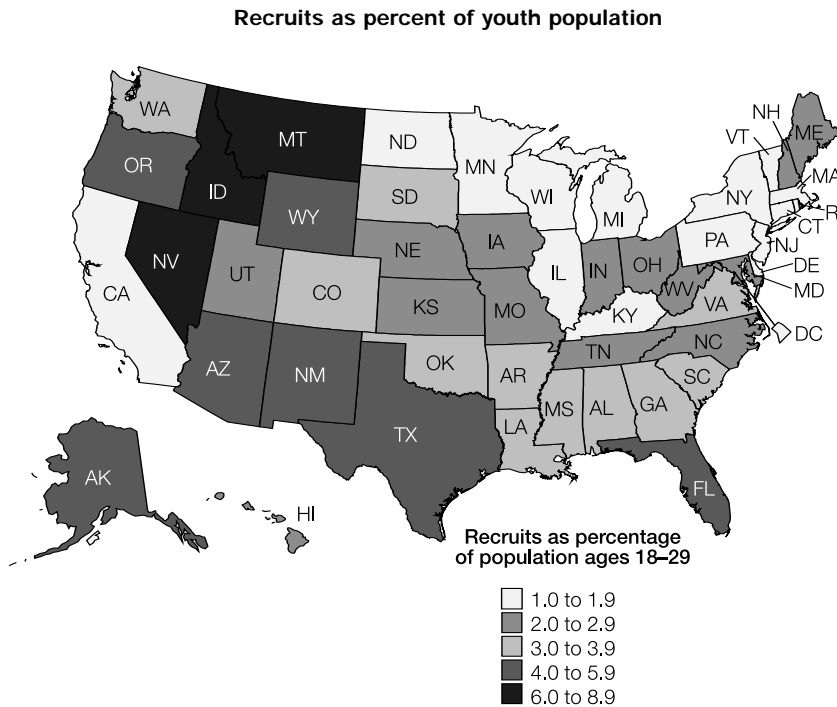 Recruits as percent of youth population
WA
MT
ND
MN
VT
NH
ME
OR
ID
SD
WI
MI
NY
MA
R
CT
WY
NE
IA
PA
NJ
NV
UT
IL
IN
OH
DE
MD
CA
CO
KS
MO
KY
WV
VA
DC
AZ
NM
OK
AR
TN
NC
SC
MS
AL
GA
TX
LA
AK
HI
FL
Recruits as percentage
of population ages 18–29
1.0 to 1.9
2.0 to 2.9
3.0 to 3.9
4.0 to 5.9
6.0 to 8.9